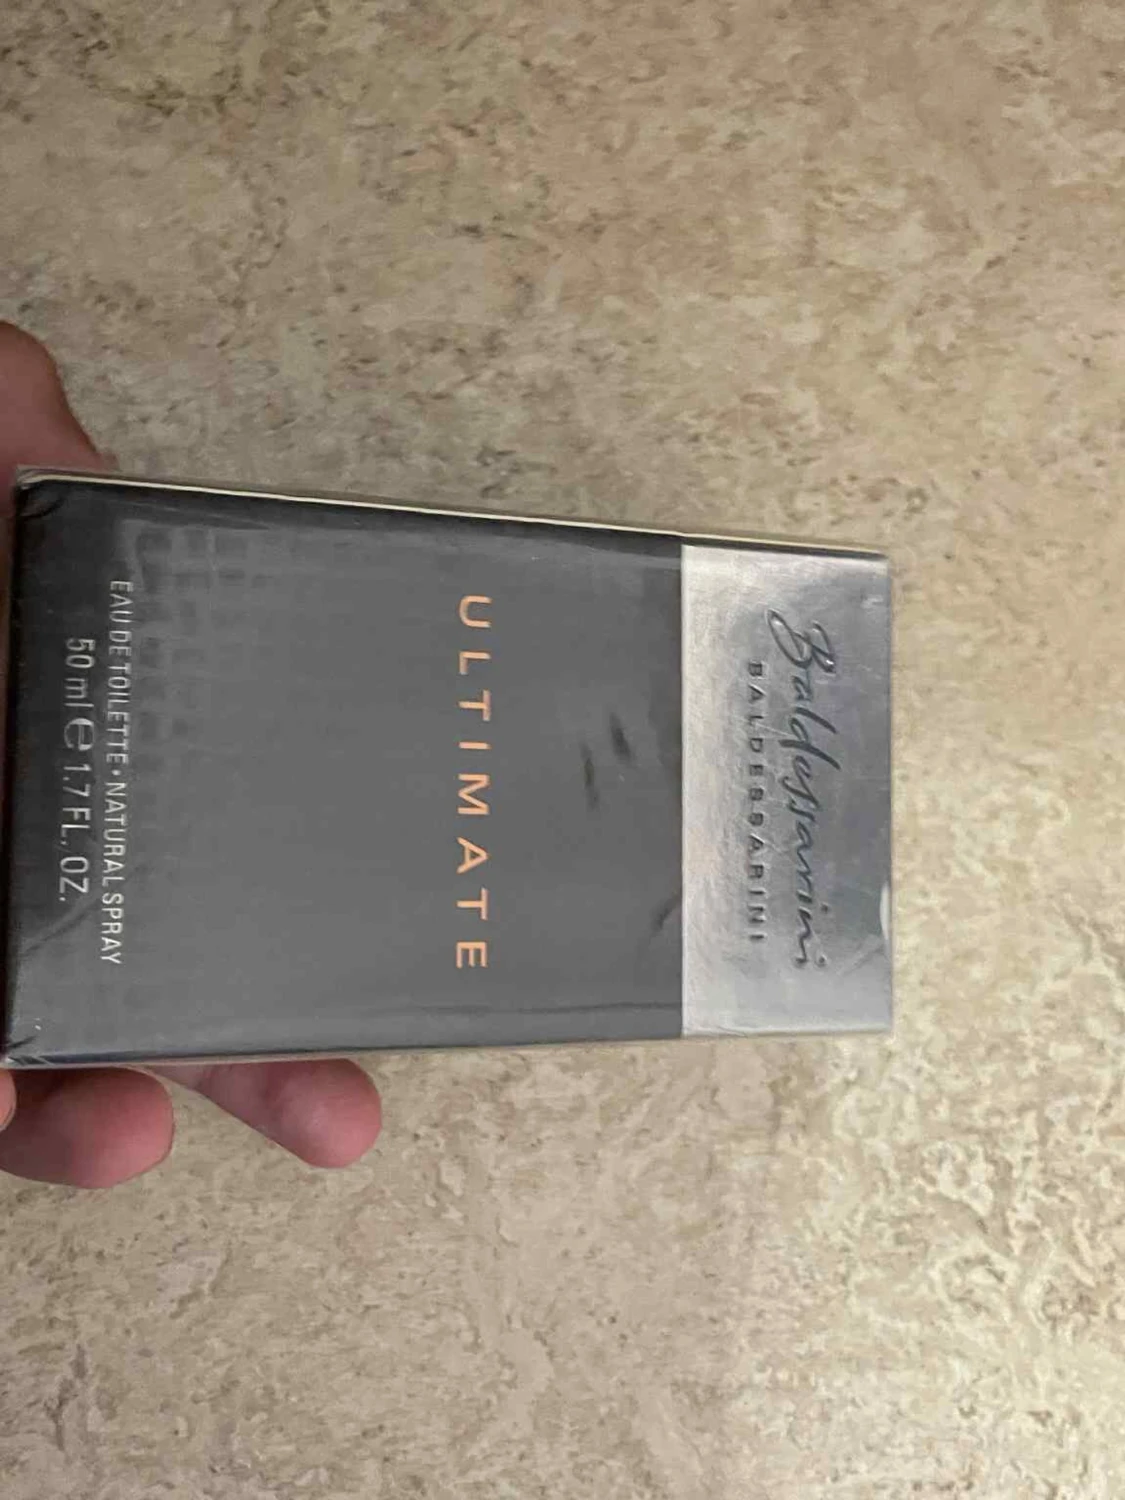 Baldessarini
BALDESSARINI
ULTIMATE
EAU DE TOILETTE • NATURAL SPRAY
50 ml ℮ 1.7 FL. OZ.